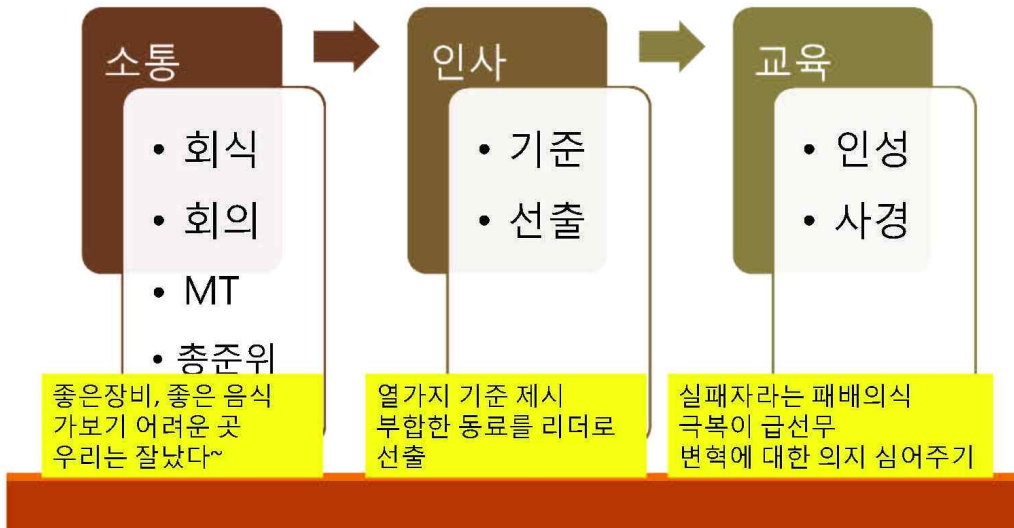 소통
• 회식
• 회의
• MT
• 총준위
좋은장비, 좋은 음식
가보기 어려운 곳
우리는 잘났다~
인사
• 기준
• 선출
열가지 기준 제시
부합한 동료를 리더로
선출
교육
• 인성
• 사경
실패자라는 패배의식
극복이 급선무
변혁에 대한 의지 심어주기